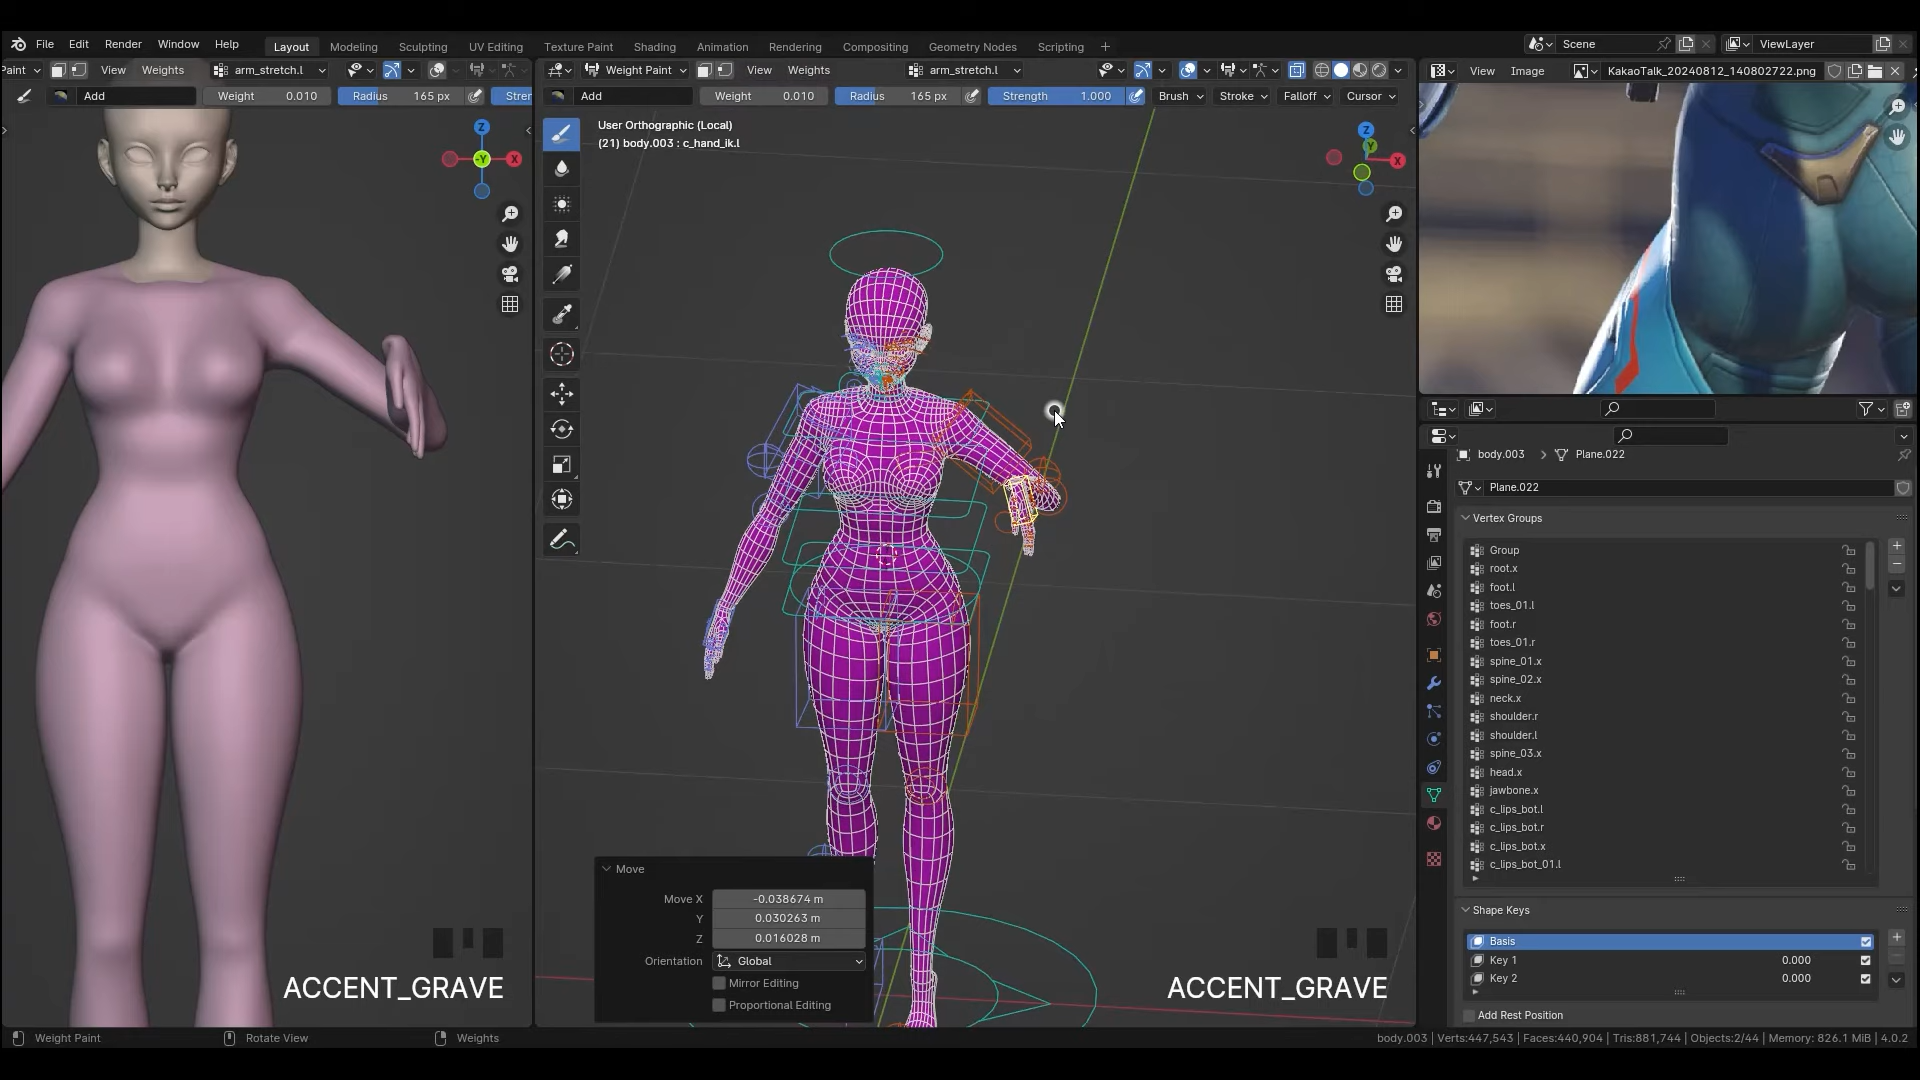 File Edit Render Window Help
Layout Modeling Sculpting UV Editing Texture Paint Shading Animation Rendering Compositing Geometry Nodes Scripting +
Scene
ViewLayer
Paint View Weights arm_stretch.l
Add Weight 0.010 Radius 165 px Stren
Weight Paint View Weights arm_stretch.l
Add Weight 0.010 Radius 165 px Strength 1.000 Brush Stroke Falloff Cursor
View Image KakaoTalk_20240812_140802722.png
User Orthographic (Local)
(21) body.003 : c_hand_ik.l
Z
-Y
X
Z
Y
X
body.003 > Plane.022
Plane.022
Vertex Groups
Group
root.x
foot.l
toes_01.l
foot.r
toes_01.r
spine_01.x
spine_02.x
neck.x
shoulder.r
shoulder.l
spine_03.x
head.x
jawbone.x
c_lips_bot.l
c_lips_bot.r
c_lips_bot.x
c_lips_bot_01.l
Shape Keys
Basis
Key 1 0.000
Key 2 0.000
Add Rest Position
Move
Move X -0.038674 m
Y 0.030263 m
Z 0.016028 m
Orientation Global
Mirror Editing
Proportional Editing
ACCENT_GRAVE
ACCENT_GRAVE
Weight Paint Rotate View Weights
body.003 | Verts:447,543 | Faces:440,904 | Tris:881,744 | Objects:2/44 | Memory: 826.1 MiB | 4.0.2